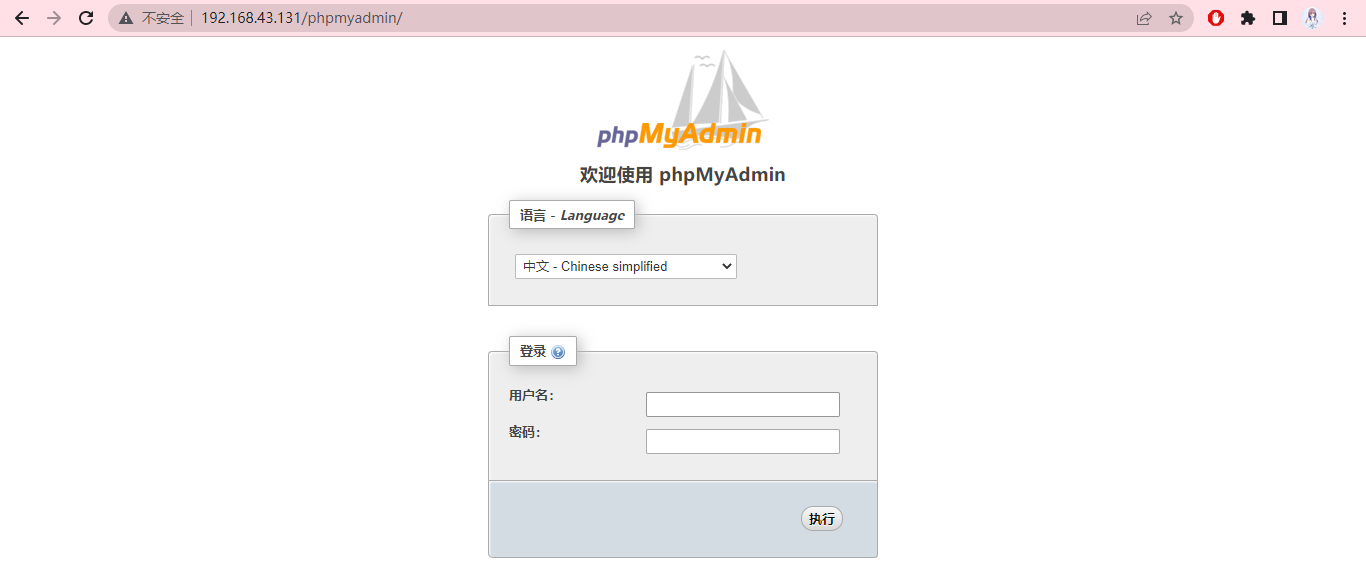 不安全 192.168.43.131/phpmyadmin/
phpMyAdmin
欢迎使用 phpMyAdmin
语言 - Language
中文 - Chinese simplified
登录
用户名：
密码：
执行